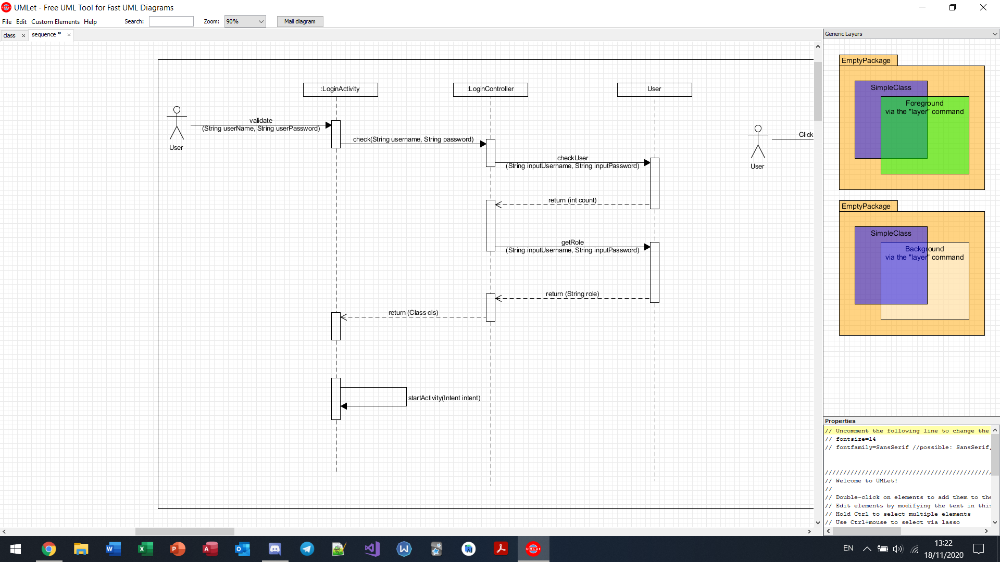 UMLet - Free UML Tool for Fast UML Diagrams
File Edit Custom Elements Help Search: Zoom: 90% Mail diagram
class × sequence * ×
Generic Layers
:LoginActivity
:LoginController
User
User
validate
(String userName, String userPassword)
check(String username, String password)
checkUser
(String inputUsername, String inputPassword)
return (int count)
getRole
(String inputUsername, String inputPassword)
return (String role)
return (Class cls)
startActivity(Intent intent)
Click
User
EmptyPackage
SimpleClass
Foreground
via the "layer" command
EmptyPackage
SimpleClass
Background
via the "layer" command
Properties
// Uncomment the following line to change the
// fontsize=14
// fontfamily=SansSerif //possible: SansSerif,
//////////////////////////////////////////////
// Welcome to UMLet!
//
// Double-click on elements to add them to the
// Edit elements by modifying the text in this
// Hold Ctrl to select multiple elements
// Use Ctrl+mouse to select via lasso
EN
13:22
18/11/2020